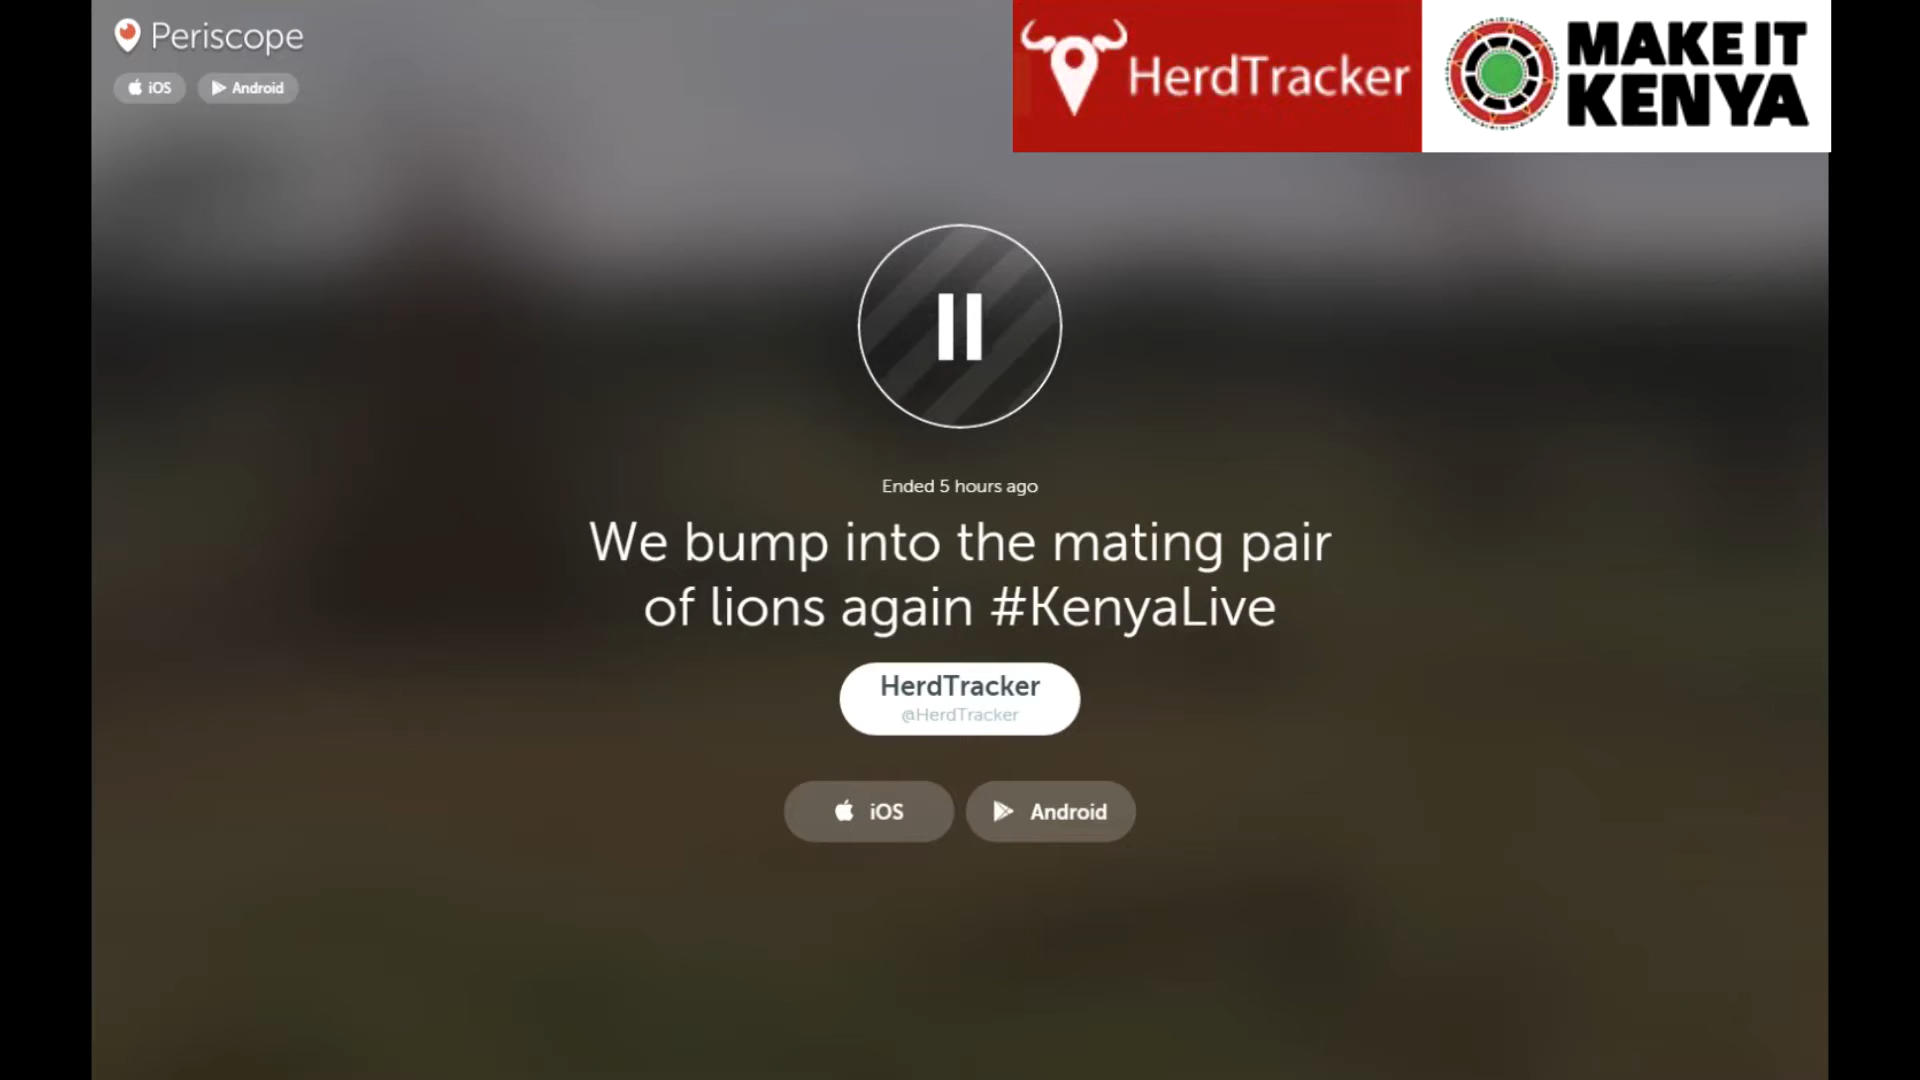 Periscope
iOS
Android
HerdTracker
MAKE IT
KENYA
Ended 5 hours ago
We bump into the mating pair
of lions again #KenyaLive
HerdTracker
@HerdTracker
iOS
Android